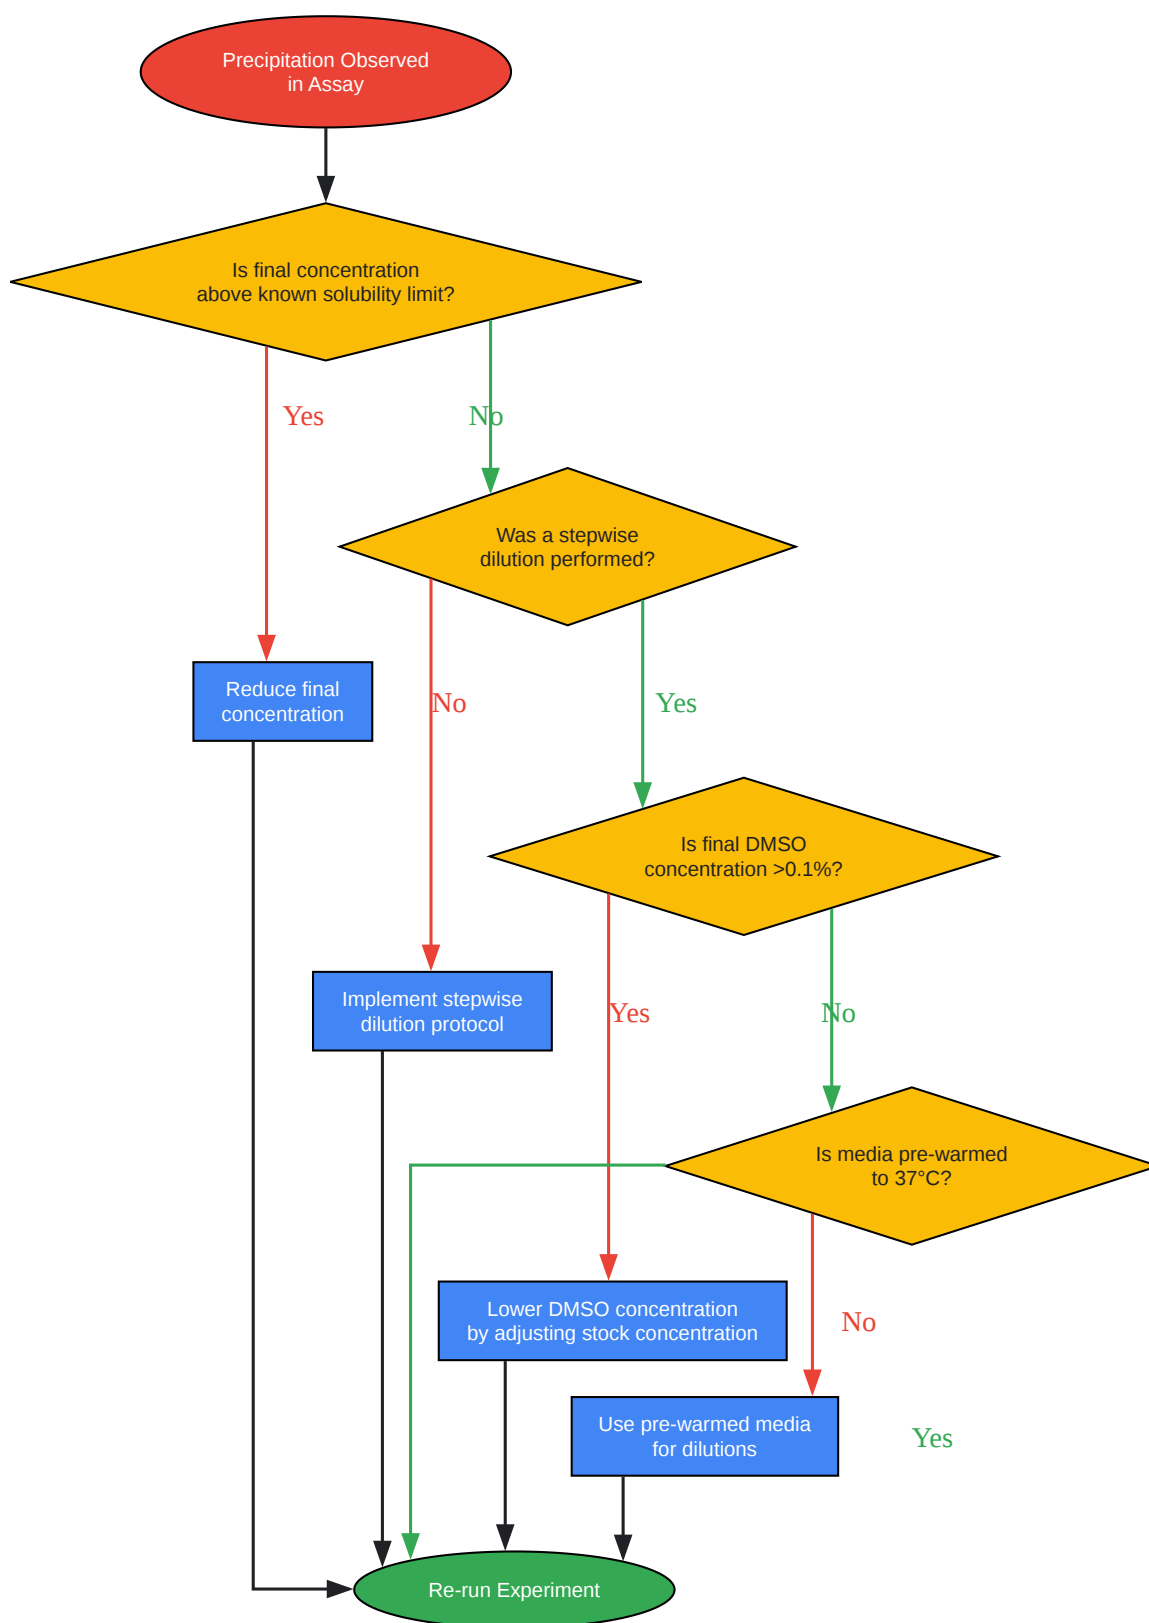 Precipitation Observed
in Assay
Is final concentration
above known solubility limit?
Yes
No
Was a stepwise
dilution performed?
Reduce final
concentration
No
Yes
Is final DMSO
concentration >0.1%?
Implement stepwise
dilution protocol
Yes
No
Is media pre-warmed
to 37°C?
Lower DMSO concentration
by adjusting stock concentration
No
Use pre-warmed media
for dilutions
Yes
Re-run Experiment